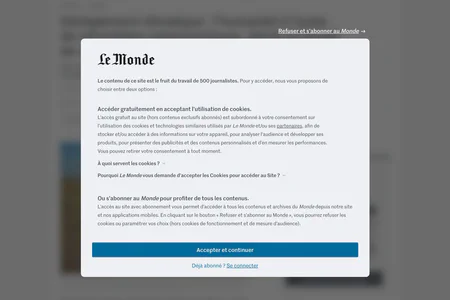 Refuser et s'abonner au Monde →
Le Monde
Le contenu de ce site est le fruit du travail de 500 journalistes. Pour y accéder, nous vous proposons
de choisir entre deux options :
Accéder gratuitement en acceptant l'utilisation de cookies.
L'accès gratuit au site (hors contenus exclusifs abonnés) est subordonné à votre consentement sur
l'utilisation des cookies et technologies similaires utilisés par Le Monde et/ou ses partenaires, afin de
stocker et/ou accéder à des informations sur votre appareil, pour analyser l'audience et développer ses
produits, pour présenter des publicités et des contenus personnalisés et d'en mesurer les performances.
Vous pouvez retirer votre consentement à tout moment.
À quoi servent les cookies ?
Pourquoi Le Monde vous demande d'accepter les Cookies pour accéder au Site ?
Ou s'abonner au Monde pour profiter de tous les contenus.
L'accès au site avec abonnement vous permet d'accéder à tous les contenus et archives du Monde depuis notre site
et nos applications mobiles. En cliquant sur le bouton « Refuser et s'abonner au Monde », vous pourrez refuser les
cookies ou paramétrer vos choix (hors cookies de fonctionnement et de mesure d'audience).
Accepter et continuer
Déjà abonné ? Se connecter